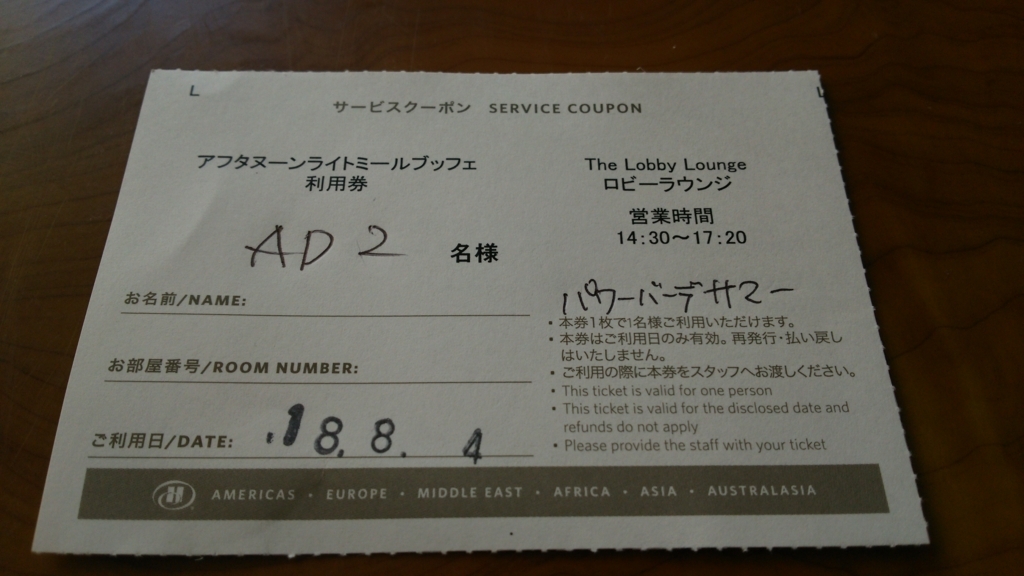 サービスクーポン SERVICE COUPON
アフタヌーンライトミールブッフェ
利用券
AD 2 名様
お名前/NAME:
お部屋番号/ROOM NUMBER:
ご利用日/DATE: '18. 8. 4
The Lobby Lounge
ロビーラウンジ
営業時間
14:30～17:20
パワーバーデサマー
• 本券1枚で1名様ご利用いただけます。
• 本券はご利用日のみ有効。再発行・払い戻し
はいたしません。
• ご利用の際に本券をスタッフへお渡しください。
• This ticket is valid for one person
• This ticket is valid for the disclosed date and
refunds do not apply
• Please provide the staff with your ticket
H AMERICAS • EUROPE • MIDDLE EAST • AFRICA • ASIA • AUSTRALASIA